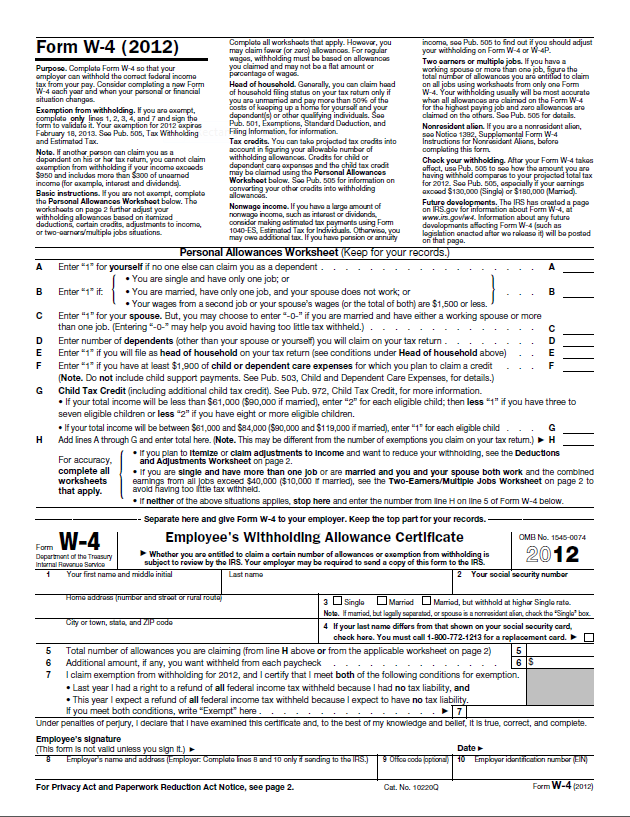 Form W-4 (2012)
Purpose. Complete Form W-4 so that your
employer can withhold the correct federal income
tax from your pay. Consider completing a new Form
W-4 each year and when your personal or financial
situation changes.
Exemption from withholding. If you are exempt,
complete only lines 1, 2, 3, 4, and 7 and sign the
form to validate it. Your exemption for 2012 expires
February 18, 2013. See Pub. 505, Tax Withholding
and Estimated Tax.
Note. If another person can claim you as a
dependent on his or her tax return, you cannot claim
exemption from withholding if your income exceeds
$950 and includes more than $300 of unearned
income (for example, interest and dividends).
Basic instructions. If you are not exempt, complete
the Personal Allowances Worksheet below. The
worksheets on page 2 further adjust your
withholding allowances based on itemized
deductions, certain credits, adjustments to income,
or two-earners/multiple jobs situations.
Complete all worksheets that apply. However, you
may claim fewer (or zero) allowances. For regular
wages, withholding must be based on allowances
you claimed and may not be a flat amount or
percentage of wages.
Head of household. Generally, you can claim head
of household filing status on your tax return only if
you are unmarried and pay more than 50% of the
costs of keeping up a home for yourself and your
dependent(s) or other qualifying individuals. See
Pub. 501, Exemptions, Standard Deduction, and
Filing Information, for information.
Tax credits. You can take projected tax credits into
account in figuring your allowable number of
withholding allowances. Credits for child or
dependent care expenses and the child tax credit
may be claimed using the Personal Allowances
Worksheet below. See Pub. 505 for information on
converting your other credits into withholding
allowances.
Nonwage income. If you have a large amount of
nonwage income, such as interest or dividends,
consider making estimated tax payments using Form
1040-ES, Estimated Tax for Individuals. Otherwise, you
may owe additional tax. If you have pension or annuity
income, see Pub. 505 to find out if you should adjust
your withholding on Form W-4 or W-4P.
Two earners or multiple jobs. If you have a
working spouse or more than one job, figure the
total number of allowances you are entitled to claim
on all jobs using worksheets from only one Form
W-4. Your withholding usually will be most accurate
when all allowances are claimed on the Form W-4
for the highest paying job and zero allowances are
claimed on the others. See Pub. 505 for details.
Nonresident alien. If you are a nonresident alien,
see Notice 1392, Supplemental Form W-4
Instructions for Nonresident Aliens, before
completing this form.
Check your withholding. After your Form W-4 takes
effect, use Pub. 505 to see how the amount you are
having withheld compares to your projected total tax
for 2012. See Pub. 505, especially if your earnings
exceed $130,000 (Single) or $180,000 (Married).
Future developments. The IRS has created a page
on IRS.gov for information about Form W-4, at
www.irs.gov/w4. Information about any future
developments affecting Form W-4 (such as
legislation enacted after we release it) will be posted
on that page.
Personal Allowances Worksheet (Keep for your records.)
A Enter "1" for yourself if no one else can claim you as a dependent . . . . . . . . . . . . . . . . . . A
B Enter "1" if: { • You are single and have only one job; or
• You are married, have only one job, and your spouse does not work; or } . . . B
• Your wages from a second job or your spouse's wages (or the total of both) are $1,500 or less.
C Enter "1" for your spouse. But, you may choose to enter "-0-" if you are married and have either a working spouse or more
than one job. (Entering "-0-" may help you avoid having too little tax withheld.) . . . . . . . . . . . . . . C
D Enter number of dependents (other than your spouse or yourself) you will claim on your tax return . . . . . . . . D
E Enter "1" if you will file as head of household on your tax return (see conditions under Head of household above) . . E
F Enter "1" if you have at least $1,900 of child or dependent care expenses for which you plan to claim a credit . . . F
(Note. Do not include child support payments. See Pub. 503, Child and Dependent Care Expenses, for details.)
G Child Tax Credit (including additional child tax credit). See Pub. 972, Child Tax Credit, for more information.
• If your total income will be less than $61,000 ($90,000 if married), enter "2" for each eligible child; then less "1" if you have three to
seven eligible children or less "2" if you have eight or more eligible children.
• If your total income will be between $61,000 and $84,000 ($90,000 and $119,000 if married), enter "1" for each eligible child . . . G
H Add lines A through G and enter total here. (Note. This may be different from the number of exemptions you claim on your tax return.) ► H
For accuracy,
complete all
worksheets
that apply.
• If you plan to itemize or claim adjustments to income and want to reduce your withholding, see the Deductions
and Adjustments Worksheet on page 2.
• If you are single and have more than one job or are married and you and your spouse both work and the combined
earnings from all jobs exceed $40,000 ($10,000 if married), see the Two-Earners/Multiple Jobs Worksheet on page 2 to
avoid having too little tax withheld.
• If neither of the above situations applies, stop here and enter the number from line H on line 5 of Form W-4 below.
Separate here and give Form W-4 to your employer. Keep the top part for your records.
Form W-4
Department of the Treasury
Internal Revenue Service
Employee's Withholding Allowance Certificate
► Whether you are entitled to claim a certain number of allowances or exemption from withholding is
subject to review by the IRS. Your employer may be required to send a copy of this form to the IRS.
OMB No. 1545-0074
2012
1 Your first name and middle initial Last name 2 Your social security number
Home address (number and street or rural route)
3 Single Married Married, but withhold at higher Single rate.
Note. If married, but legally separated, or spouse is a nonresident alien, check the "Single" box.
City or town, state, and ZIP code
4 If your last name differs from that shown on your social security card,
check here. You must call 1-800-772-1213 for a replacement card. ►
5 Total number of allowances you are claiming (from line H above or from the applicable worksheet on page 2) 5
6 Additional amount, if any, you want withheld from each paycheck . . . . . . . . . . . . . . 6 $
7 I claim exemption from withholding for 2012, and I certify that I meet both of the following conditions for exemption.
• Last year I had a right to a refund of all federal income tax withheld because I had no tax liability, and
• This year I expect a refund of all federal income tax withheld because I expect to have no tax liability.
If you meet both conditions, write "Exempt" here . . . . . . . . . . . . . . . ► 7
Under penalties of perjury, I declare that I have examined this certificate and, to the best of my knowledge and belief, it is true, correct, and complete.
Employee's signature
(This form is not valid unless you sign it.) ► Date ►
8 Employer's name and address (Employer: Complete lines 8 and 10 only if sending to the IRS.) 9 Office code (optional) 10 Employer identification number (EIN)
For Privacy Act and Paperwork Reduction Act Notice, see page 2. Cat. No. 10220Q Form W-4 (2012)